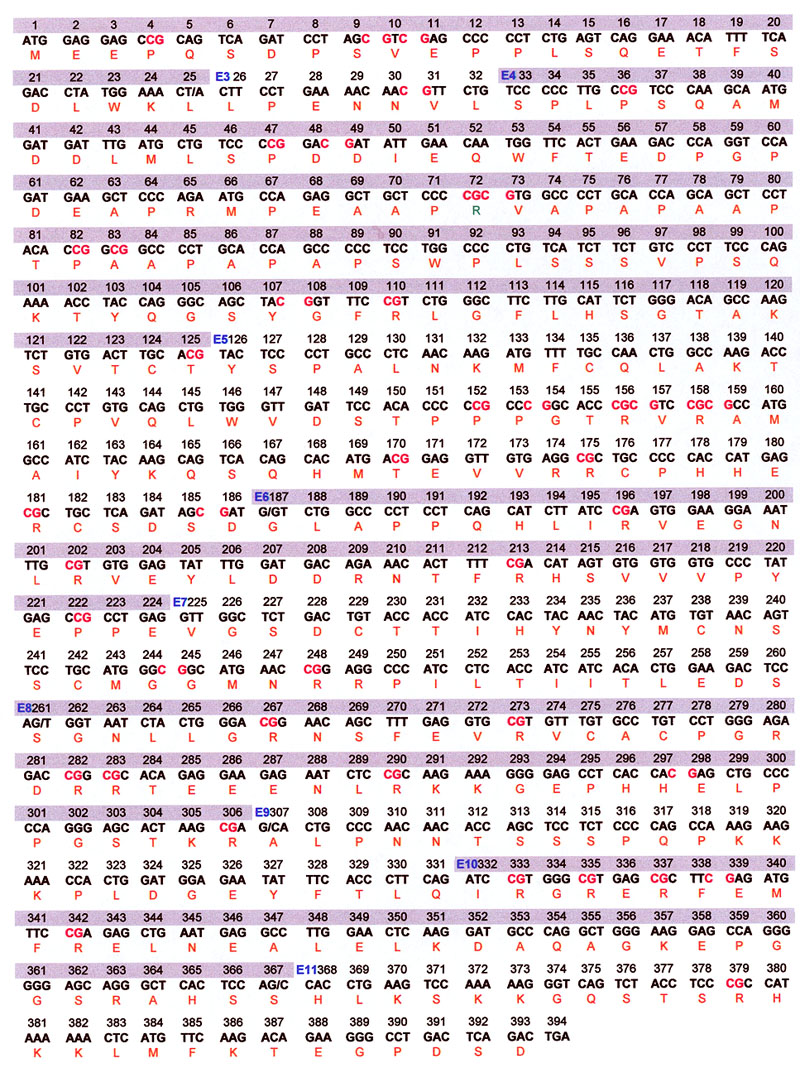 1 2 3 4 5 6 7 8 9 10 11 12 13 14 15 16 17 18 19 20
ATG GAG GAG CCG CAG TCA GAT CCT AGC GTC GAG CCC CCT CTG AGT CAG GAA ACA TTT TCA
M E E P Q S D P S V E P P L S Q E T F S
21 22 23 24 25 E3 26 27 28 29 30 31 32 E4 33 34 35 36 37 38 39 40
GAC CTA TGG AAA CT/A CTT CCT GAA AAC AAC GTT CTG TCC CCC TTG CCG TCC CAA GCA ATG
D L W K L L P E N N V L S P L P S Q A M
41 42 43 44 45 46 47 48 49 50 51 52 53 54 55 56 57 58 59 60
GAT GAT TTG ATG CTG TCC CCG GAC GAT ATT GAA CAA TGG TTC ACT GAA GAC CCA GGT CCA
D D L M L S P D D I E Q W F T E D P G P
61 62 63 64 65 66 67 68 69 70 71 72 73 74 75 76 77 78 79 80
GAT GAA GCT CCC AGA ATG CCA GAG GCT GCT CCC CGC GTG GCC CCT GCA CCA GCA GCT CCT
D E A P R M P E A A P R V A P A P A A P
81 82 83 84 85 86 87 88 89 90 91 92 93 94 95 96 97 98 99 100
ACA CCG GCG GCC CCT GCA CCA GCC CCC TCC TGG CCC CTG TCA TCT TCT GTC CCT TCC CAG
T P A A P A P A P S W P L S S S V P S Q
101 102 103 104 105 106 107 108 109 110 111 112 113 114 115 116 117 118 119 120
AAA ACC TAC CAG GGC AGC TAC GGT TTC CGT CTG GGC TTC TTG CAT TCT GGG ACA GCC AAG
K T Y Q G S Y G F R L G F L H S G T A K
121 122 123 124 125 E5 126 127 128 129 130 131 132 133 134 135 136 137 138 139 140
TCT GTG ACT TGC ACG TAC TCC CCT GCC CTC AAC AAG ATG TTT TGC CAA CTG GCC AAG ACC
S V T C T Y S P A L N K M F C Q L A K T
141 142 143 144 145 146 147 148 149 150 151 152 153 154 155 156 157 158 159 160
TGC CCT GTG CAG CTG TGG GTT GAT TCC ACA CCC CCG CCC GGC ACC CGC GTC CGC GCC ATG
C P V Q L W V D S T P P P G T R V R A M
161 162 163 164 165 166 167 168 169 170 171 172 173 174 175 176 177 178 179 180
GCC ATC TAC AAG CAG TCA CAG CAC ATG ACG GAG GTT GTG AGG CGC TGC CCC CAC CAT GAG
A I Y K Q S Q H M T E V V R R C P H H E
181 182 183 184 185 186 E6187 188 189 190 191 192 193 194 195 196 197 198 199 200
CGC TGC TCA GAT AGC GAT G/GT CTG GCC CCT CCT CAG CAT CTT ATC CGA GTG GAA GGA AAT
R C S D S D G L A P P Q H L I R V E G N
201 202 203 204 205 206 207 208 209 210 211 212 213 214 215 216 217 218 219 220
TTG CGT GTG GAG TAT TTG GAT GAC AGA AAC ACT TTT CGA CAT AGT GTG GTG GTG CCC TAT
L R V E Y L D D R N T F R H S V V V P Y
221 222 223 224 E7225 226 227 228 229 230 231 232 233 234 235 236 237 238 239 240
GAG CCG CCT GAG GTT GGC TCT GAC TGT ACC ACC ATC CAC TAC AAC TAC ATG TGT AAC AGT
E P P E V G S D C T T I H Y N Y M C N S
241 242 243 244 245 246 247 248 249 250 251 252 253 254 255 256 257 258 259 260
TCC TGC ATG GGC GGC ATG AAC CGG AGG CCC ATC CTC ACC ATC ATC ACA CTG GAA GAC TCC
S C M G G M N R R P I L T I I T L E D S
E8261 262 263 264 265 266 267 268 269 270 271 272 273 274 275 276 277 278 279 280
AG/T GGT AAT CTA CTG GGA CGG AAC AGC TTT GAG GTG CGT GTT TGT GCC TGT CCT GGG AGA
S G N L L G R N S F E V R V C A C P G R
281 282 283 284 285 286 287 288 289 290 291 292 293 294 295 296 297 298 299 300
GAC CGG CGC ACA GAG GAA GAG AAT CTC CGC AAG AAA GGG GAG CCT CAC CAC GAG CTG CCC
D R R T E E E N L R K K G E P H H E L P
301 302 303 304 305 306 E9307 308 309 310 311 312 313 314 315 316 317 318 319 320
CCA GGG AGC ACT AAG CGA G/CA CTG CCC AAC AAC ACC AGC TCC TCT CCC CAG CCA AAG AAG
P G S T K R A L P N N T S S S P Q P K K
321 322 323 324 325 326 327 328 329 330 331 E10332 333 334 335 336 337 338 339 340
AAA CCA CTG GAT GGA GAA TAT TTC ACC CTT CAG ATC CGT GGG CGT GAG CGC TTC GAG ATG
K P L D G E Y F T L Q I R G R E R F E M
341 342 343 344 345 346 347 348 349 350 351 352 353 354 355 356 357 358 359 360
TTC CGA GAG CTG AAT GAG GCC TTG GAA CTC AAG GAT GCC CAG GCT GGG AAG GAG CCA GGG
F R E L N E A L E L K D A Q A G K E P G
361 362 363 364 365 366 367 E11368 369 370 371 372 373 374 375 376 377 378 379 380
GGG AGC AGG GCT CAC TCC AG/C CAC CTG AAG TCC AAA AAG GGT CAG TCT ACC TCC CGC CAT
G S R A H S S H L K S K K G Q S T S R H
381 382 383 384 385 386 387 388 389 390 391 392 393 394
AAA AAA CTC ATG TTC AAG ACA GAA GGG CCT GAC TCA GAC TGA
K K L M F K T E G P D S D